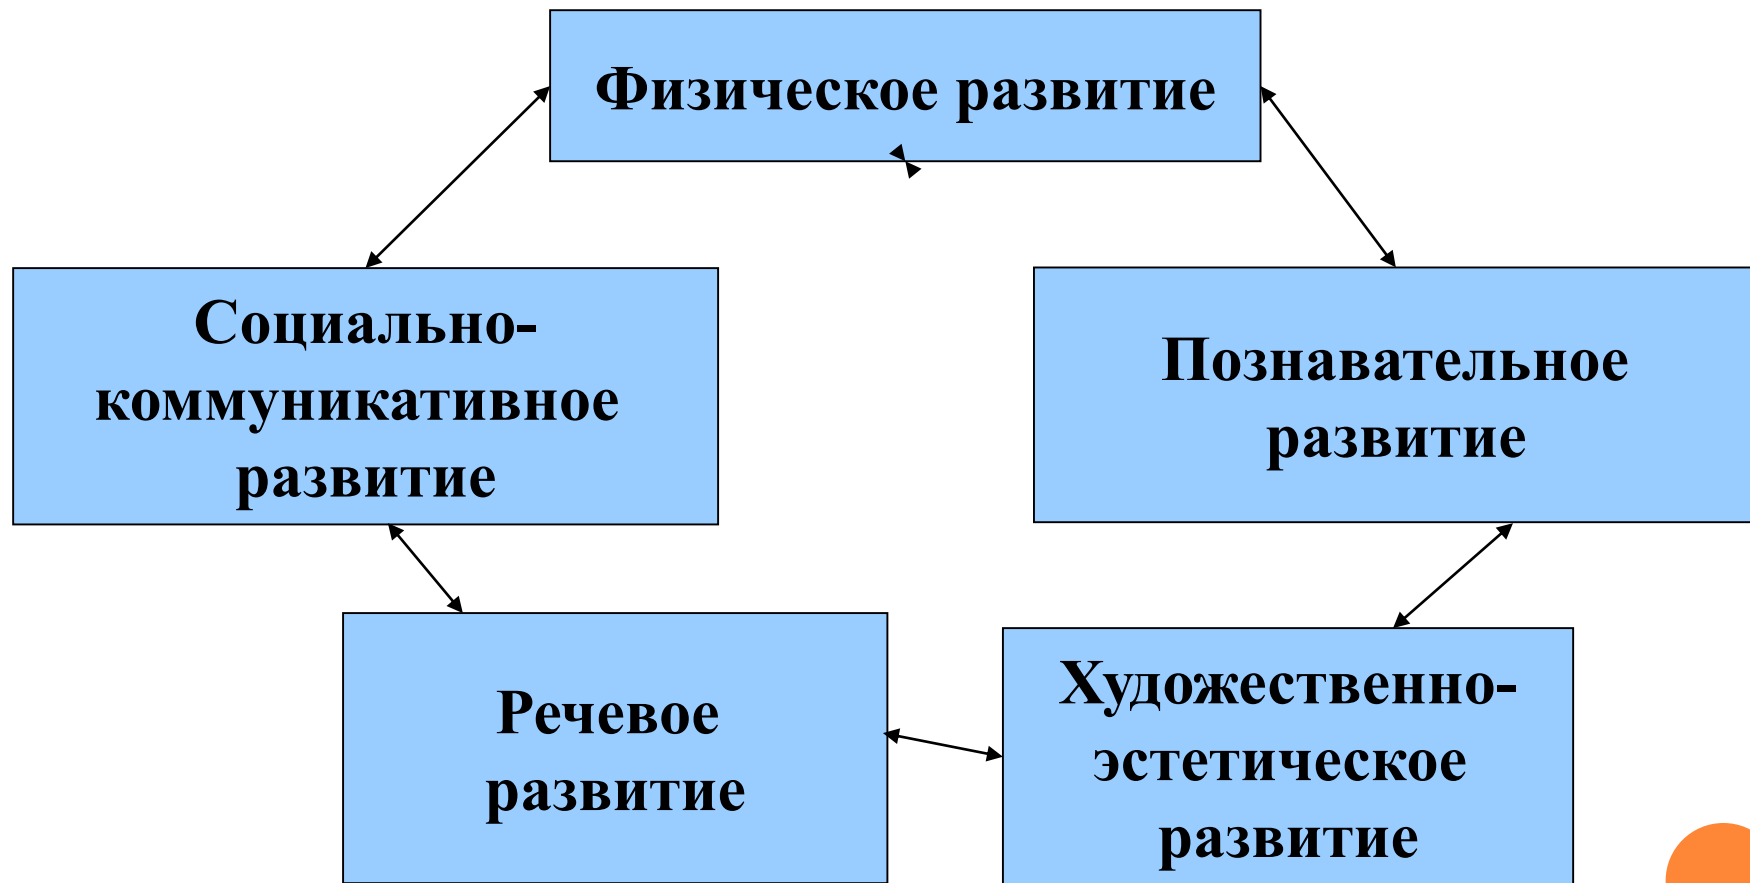 Физическое развитие
Социально-
коммуникативное
развитие
Познавательное
развитие
Речевое
развитие
Художественно-
эстетическое
развитие